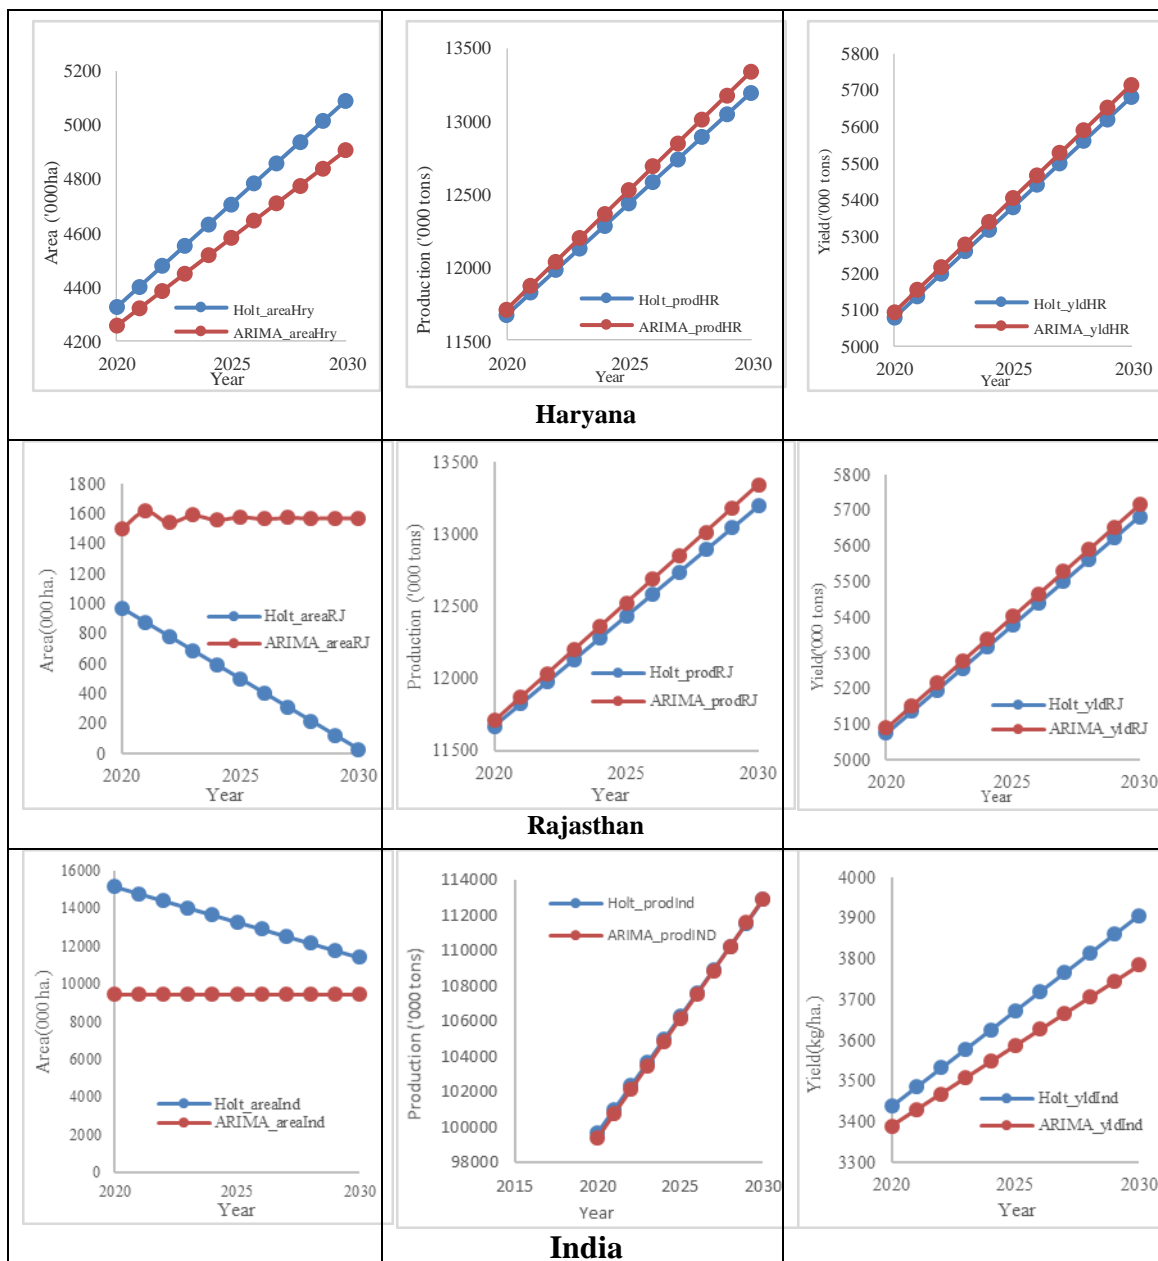 5200
5000
4800
4600
4400
4200
Area ('000ha)
Holt_areaHry
ARIMA_areaHry
2020 2025 2030
Year
13500
13000
12500
12000
11500
Production ('000 tons)
Holt_prodHR
ARIMA_prodHR
2020 2025 2030
Year
5800
5700
5600
5500
5400
5300
5200
5100
5000
Yield('000 tons)
Holt_yldHR
ARIMA_yldHR
2020 2025 2030
Year
Haryana
1800
1600
1400
1200
1000
800
600
400
200
0
Area(000 ha.)
Holt_areaRJ
ARIMA_areaRJ
2020 2025 2030
Year
13500
13000
12500
12000
11500
Production ('000 tons)
Holt_prodRJ
ARIMA_prodRJ
2020 2025 2030
Year
5800
5700
5600
5500
5400
5300
5200
5100
5000
Yield('000 tons)
Holt_yldRJ
ARIMA_yldRJ
2020 2025 2030
Year
Rajasthan
16000
14000
12000
10000
8000
6000
4000
2000
0
Area(000 ha.)
Holt_areaInd
ARIMA_areaInd
2020 2025 2030
Year
114000
112000
110000
108000
106000
104000
102000
100000
98000
Production ('000 tons)
Holt_prodInd
ARIMA_prodIND
2015 2020 2025 2030
Year
4000
3900
3800
3700
3600
3500
3400
3300
Yield(kg/ha.)
Holt_yldInd
ARIMA_yldInd
2020 2025 2030
Year
India